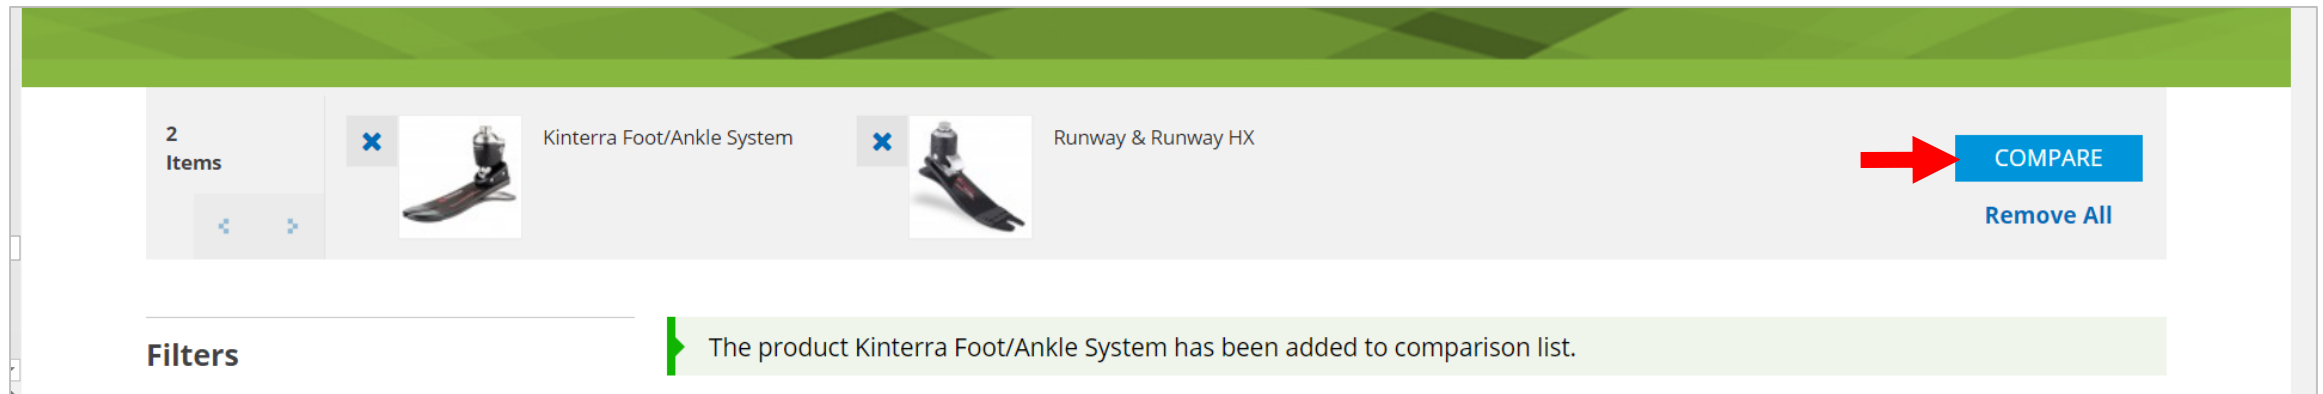 2
Items
Kinterra Foot/Ankle System
Runway & Runway HX
COMPARE
Remove All
Filters
The product Kinterra Foot/Ankle System has been added to comparison list.